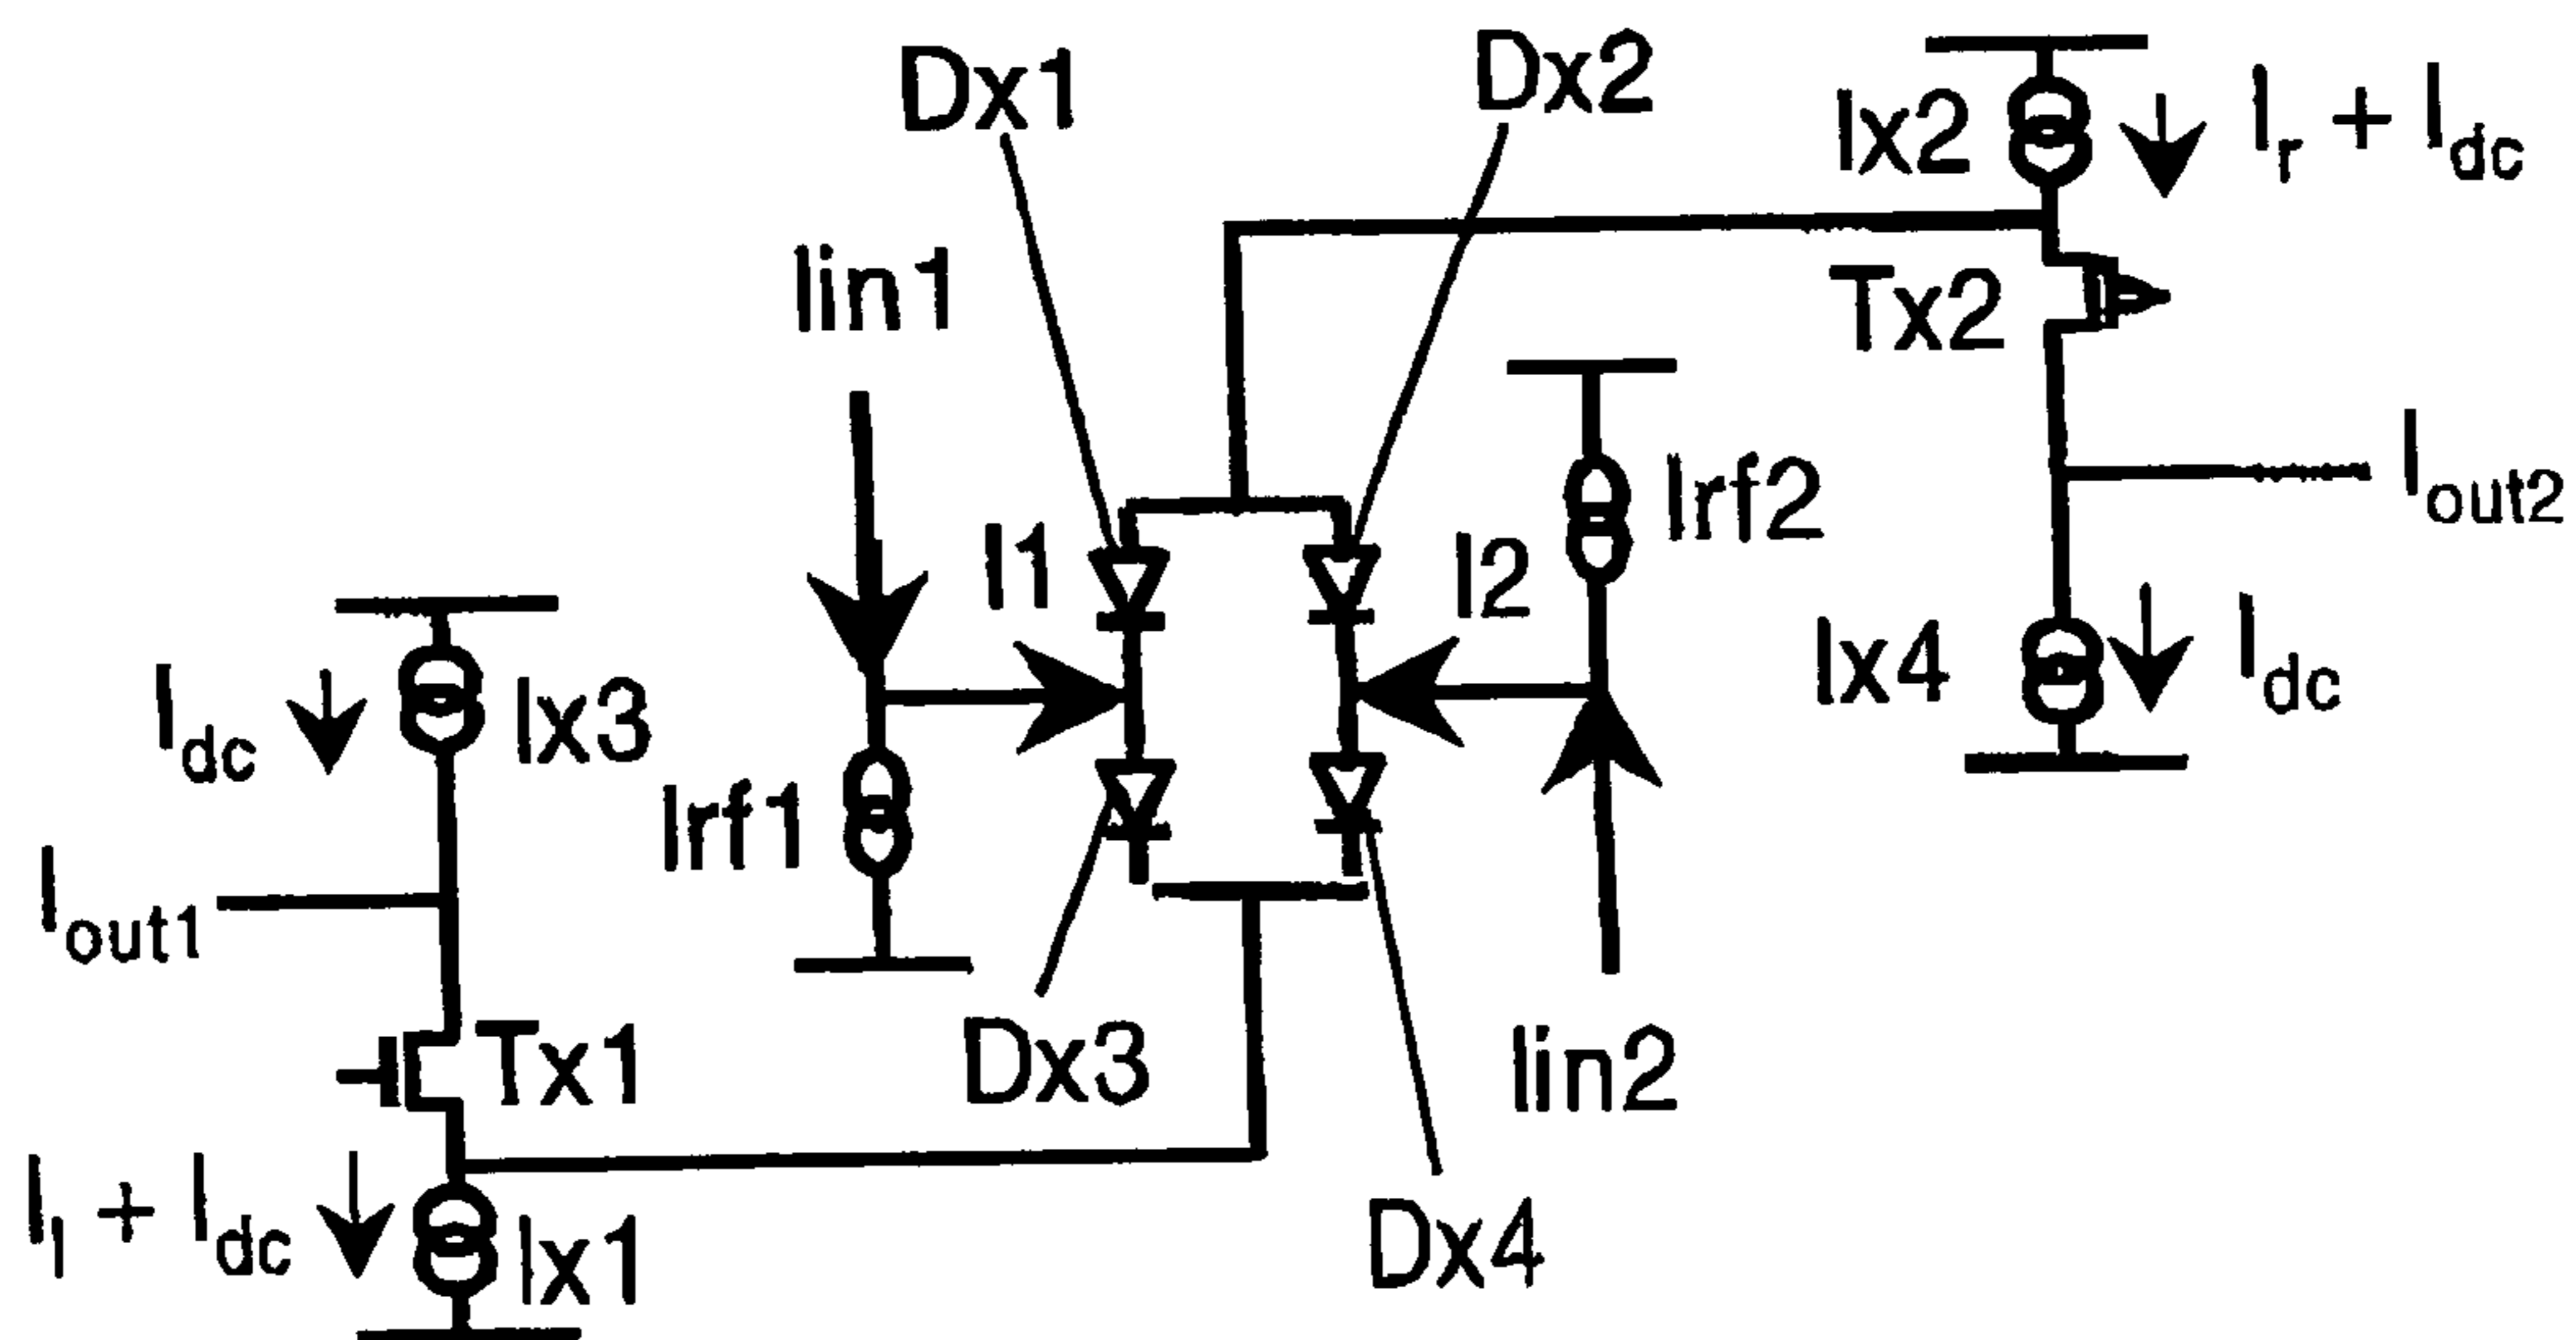 Dx1
Dx2
Ix2
Ir + Idc
Iin1
Tx2
Irf2
Iout2
I1
I2
Idc
Ix3
Ix4
Idc
Irf1
Iout1
Tx1
Dx3
Iin2
Il + Idc
Ix1
Dx4